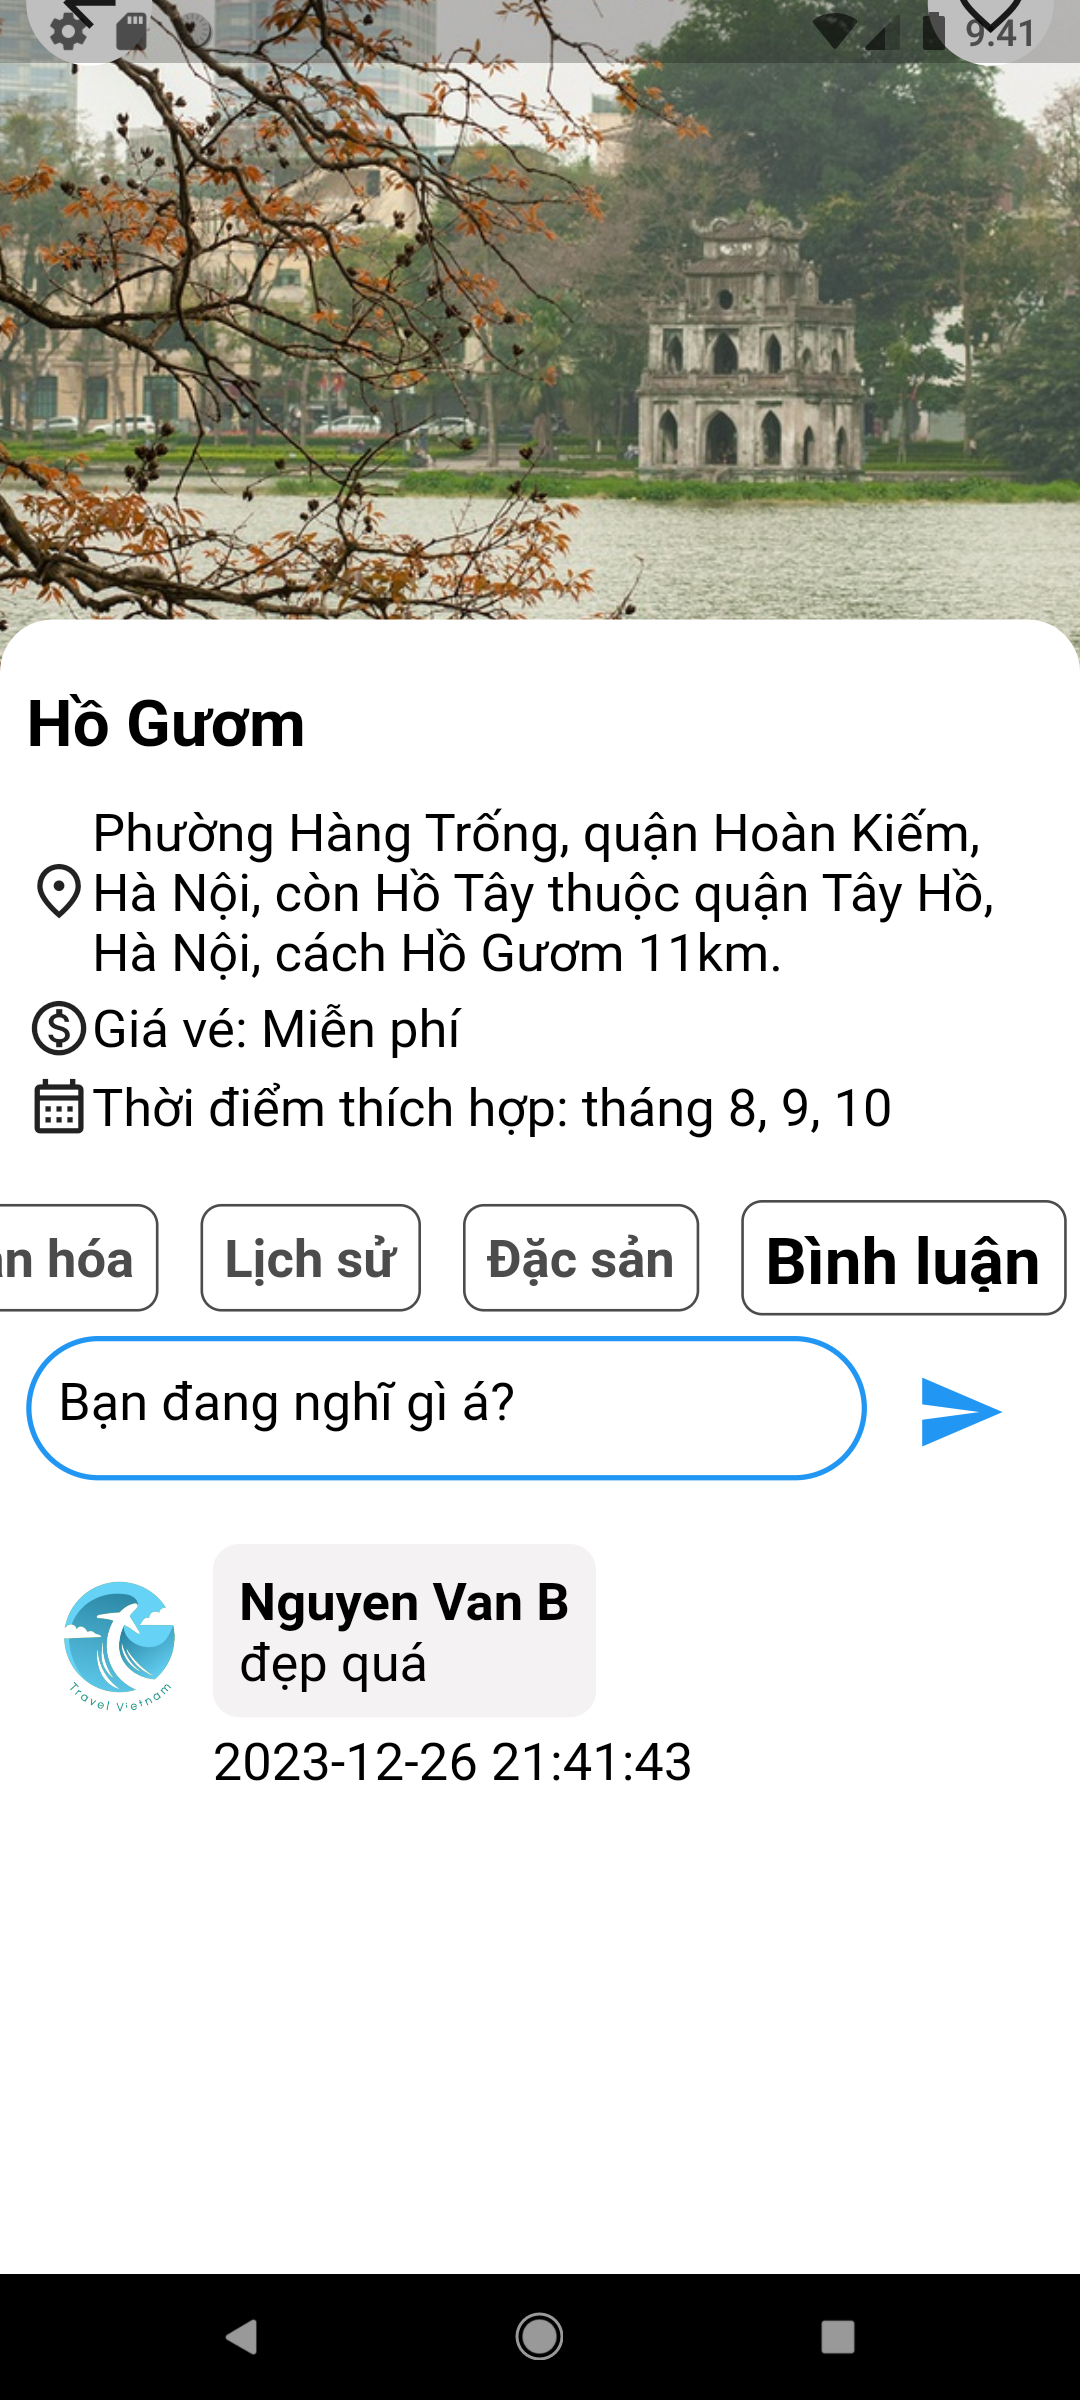 9:41
Hồ Gươm
Phường Hàng Trống, quận Hoàn Kiếm,
Hà Nội, còn Hồ Tây thuộc quận Tây Hồ,
Hà Nội, cách Hồ Gươm 11km.
Giá vé: Miễn phí
Thời điểm thích hợp: tháng 8, 9, 10
n hóa
Lịch sử
Đặc sản
Bình luận
Bạn đang nghĩ gì á?
Nguyen Van B
đẹp quá
Travel Vietnam
2023-12-26 21:41:43